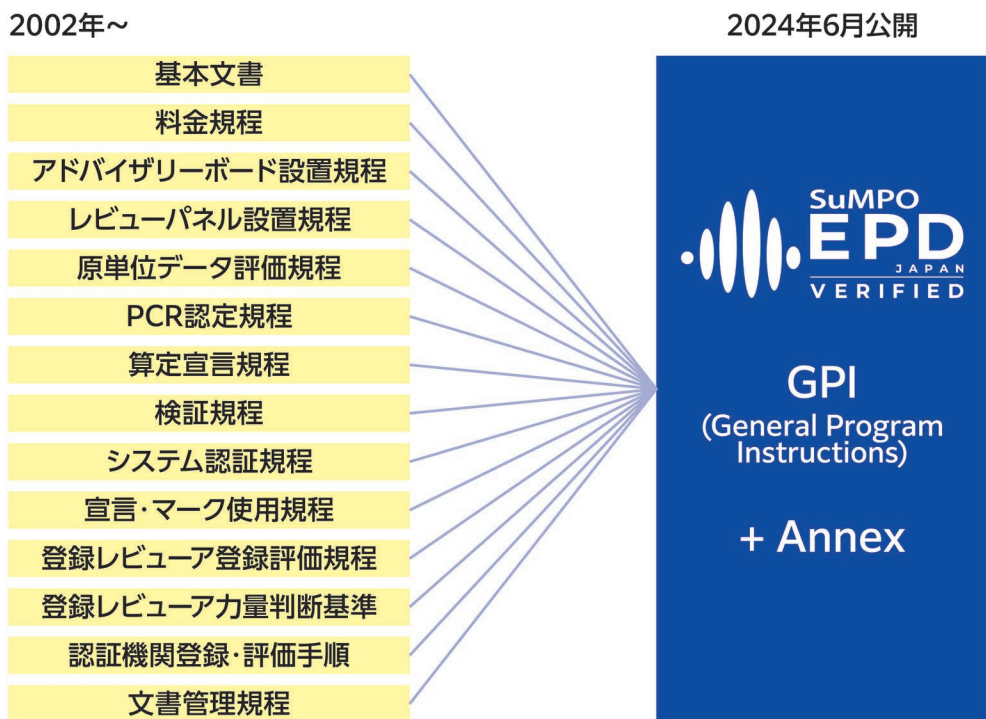 2002年~
基本文書
料金規程
アドバイザリーボード設置規程
レビューパネル設置規程
原単位データ評価規程
PCR認定規程
算定宣言規程
検証規程
システム認証規程
宣言・マーク使用規程
登録レビューア登録評価規程
登録レビューア力量判断基準
認証機関登録・評価手順
文書管理規程
2024年6月公開
SuMPO
EPD
JAPAN
VERIFIED
GPI
(General Program
Instructions)
+ Annex